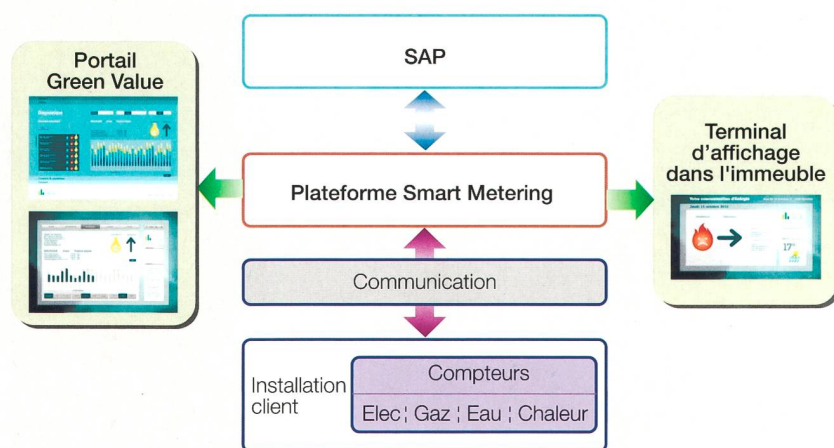 Portail
Green Value
SAP
Plateforme Smart Metering
Terminal
d'affichage
dans l'immeuble
Communication
Installation
client
Compteurs
Elec ¦ Gaz ¦ Eau ¦ Chaleur
17°